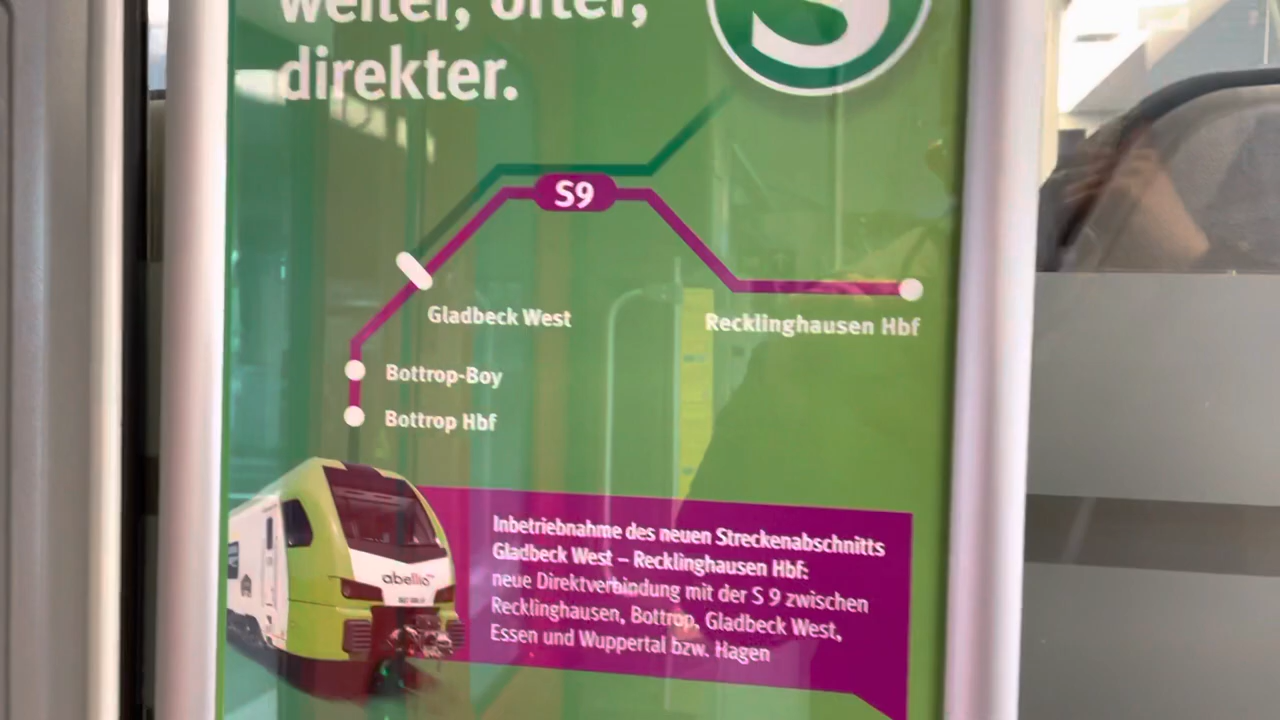 weiter, öfter,
direkter.
S
S9
Gladbeck West
Recklinghausen Hbf
Bottrop-Boy
Bottrop Hbf
abellio
Inbetriebnahme des neuen Streckenabschnitts
Gladbeck West – Recklinghausen Hbf:
neue Direktverbindung mit der S 9 zwischen
Recklinghausen, Bottrop, Gladbeck West,
Essen und Wuppertal bzw. Hagen